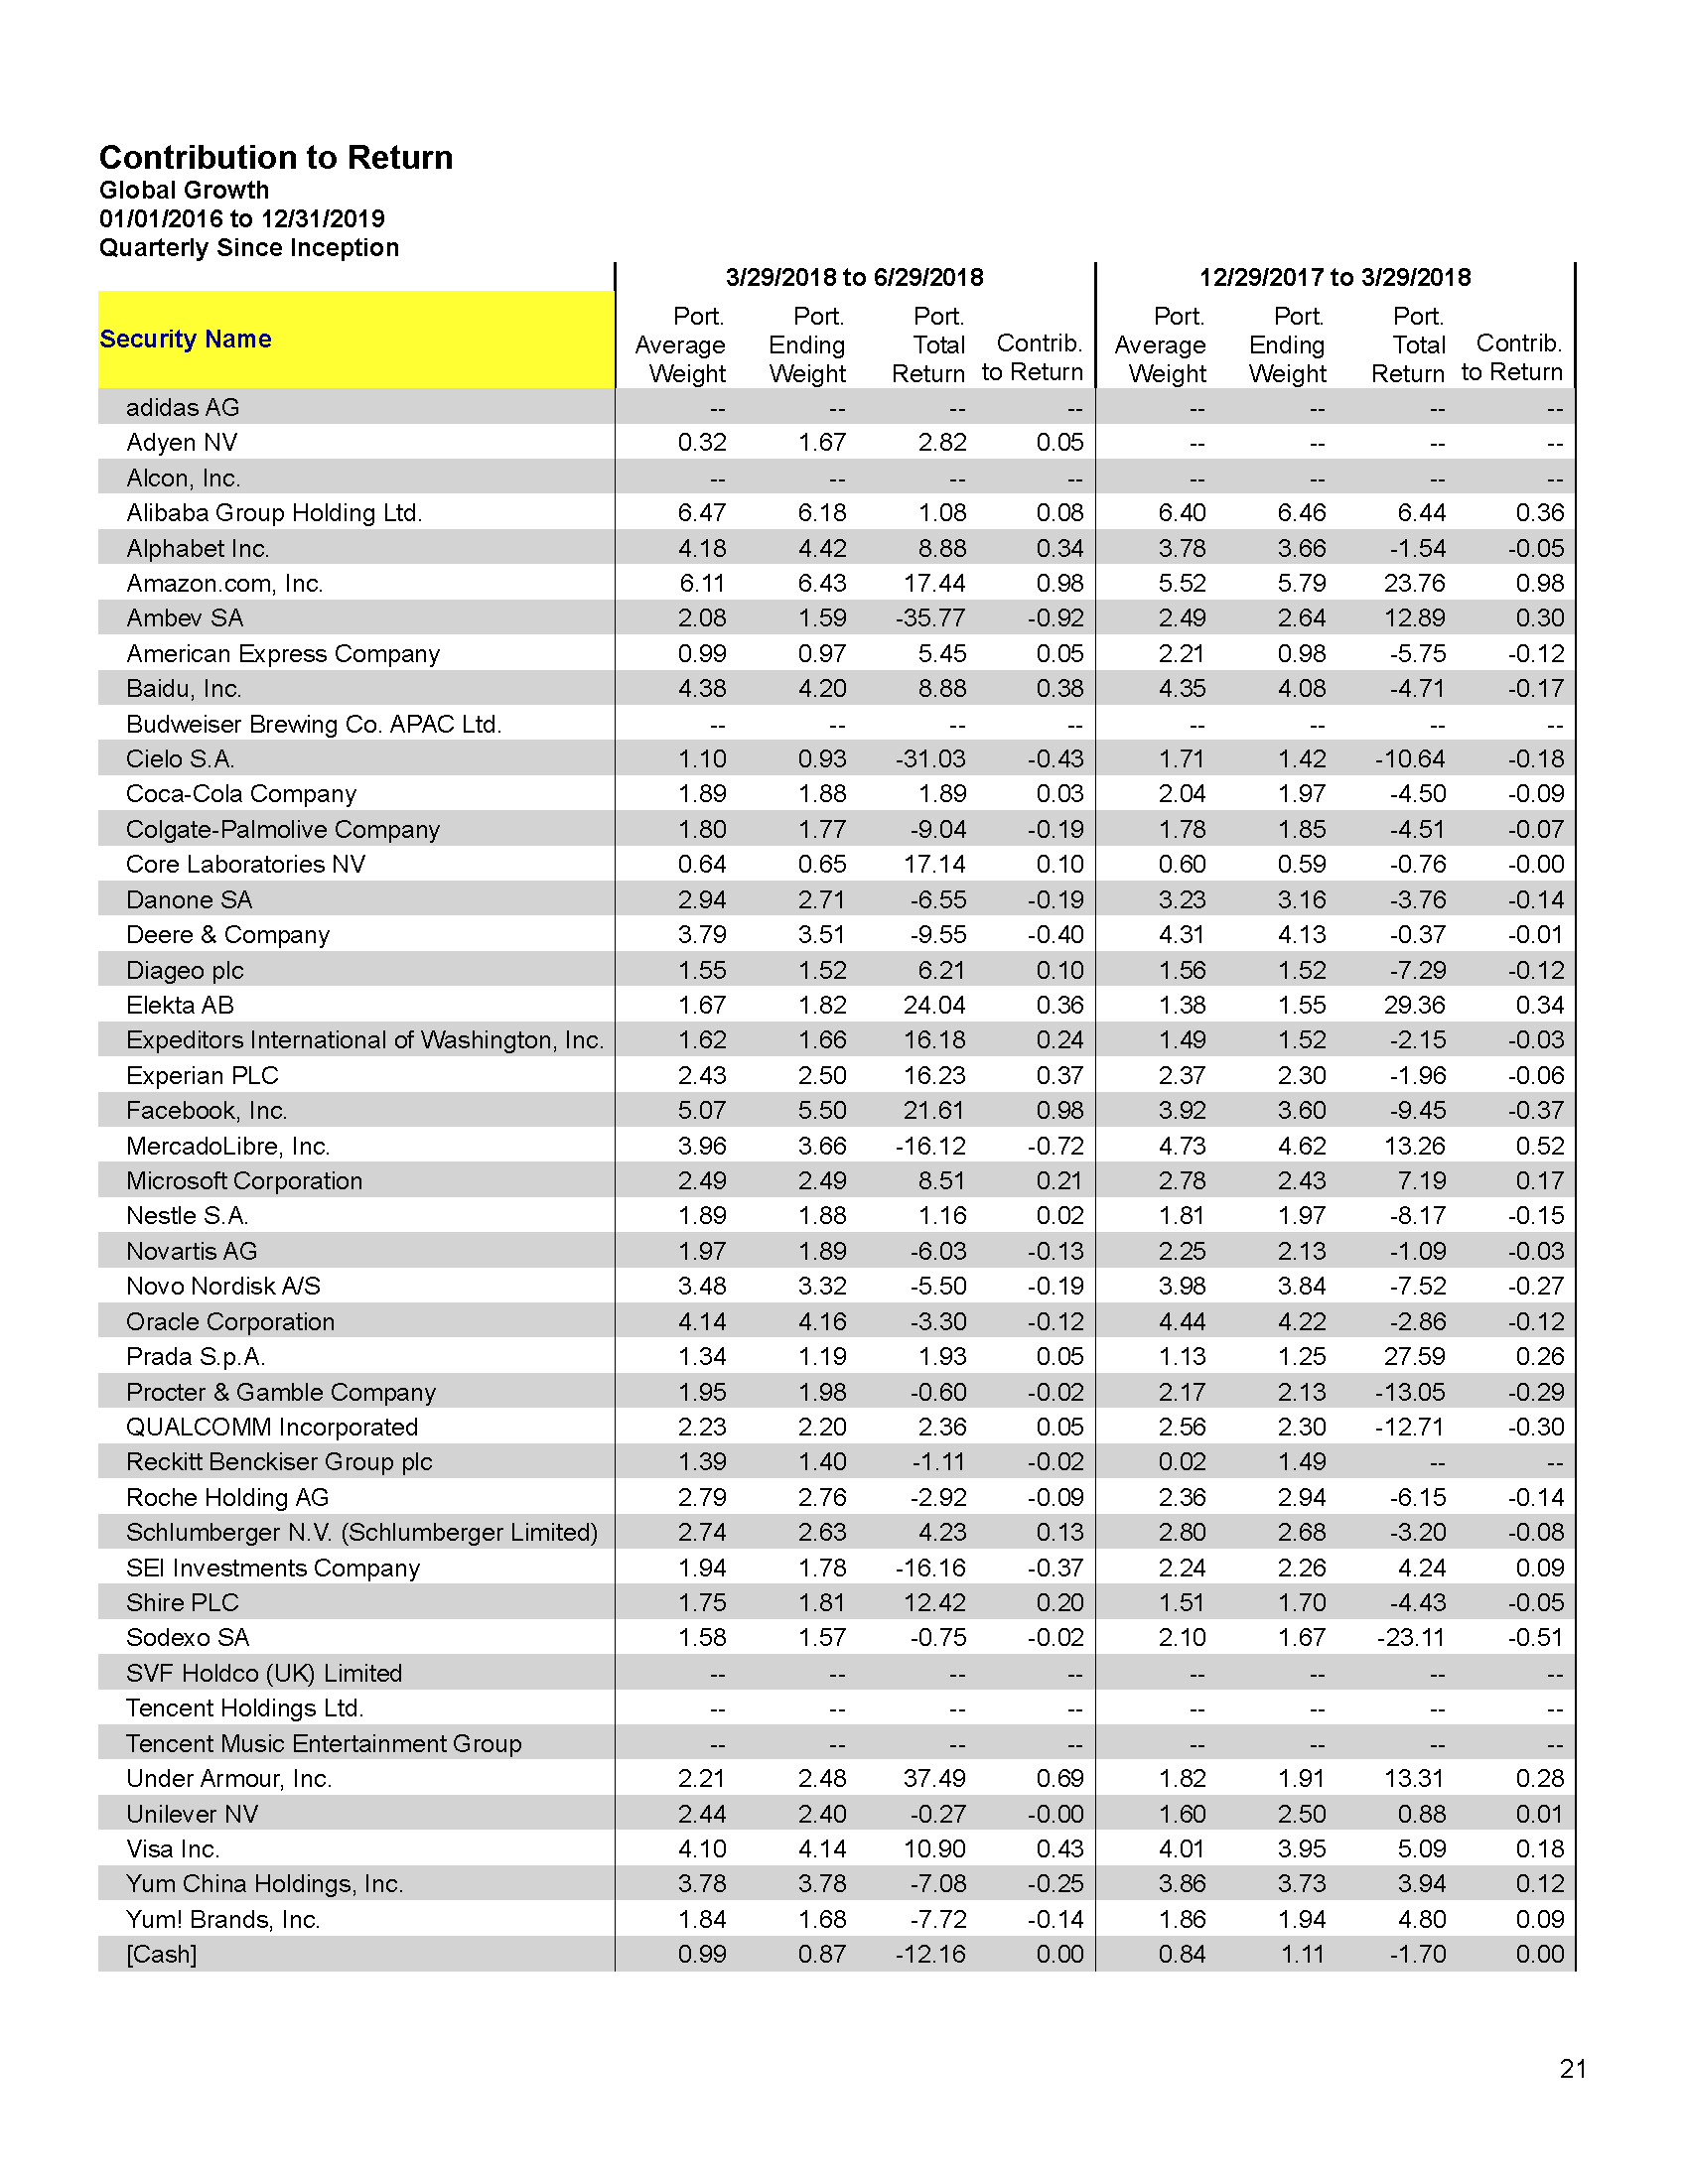 Contribution to Return
Global Growth
01/01/2016 to 12/31/2019
Quarterly Since Inception
3/29/2018 to 6/29/2018 12/29/2017 to 3/29/2018
Security Name Port. Average Weight Port. Ending Weight Port. Total Return Contrib. to Return Port. Average Weight Port. Ending Weight Port. Total Return Contrib. to Return
adidas AG -- -- -- -- -- -- -- --
Adyen NV 0.32 1.67 2.82 0.05 -- -- -- --
Alcon, Inc. -- -- -- -- -- -- -- --
Alibaba Group Holding Ltd. 6.47 6.18 1.08 0.08 6.40 6.46 6.44 0.36
Alphabet Inc. 4.18 4.42 8.88 0.34 3.78 3.66 -1.54 -0.05
Amazon.com, Inc. 6.11 6.43 17.44 0.98 5.52 5.79 23.76 0.98
Ambev SA 2.08 1.59 -35.77 -0.92 2.49 2.64 12.89 0.30
American Express Company 0.99 0.97 5.45 0.05 2.21 0.98 -5.75 -0.12
Baidu, Inc. 4.38 4.20 8.88 0.38 4.35 4.08 -4.71 -0.17
Budweiser Brewing Co. APAC Ltd. -- -- -- -- -- -- -- --
Cielo S.A. 1.10 0.93 -31.03 -0.43 1.71 1.42 -10.64 -0.18
Coca-Cola Company 1.89 1.88 1.89 0.03 2.04 1.97 -4.50 -0.09
Colgate-Palmolive Company 1.80 1.77 -9.04 -0.19 1.78 1.85 -4.51 -0.07
Core Laboratories NV 0.64 0.65 17.14 0.10 0.60 0.59 -0.76 -0.00
Danone SA 2.94 2.71 -6.55 -0.19 3.23 3.16 -3.76 -0.14
Deere & Company 3.79 3.51 -9.55 -0.40 4.31 4.13 -0.37 -0.01
Diageo plc 1.55 1.52 6.21 0.10 1.56 1.52 -7.29 -0.12
Elekta AB 1.67 1.82 24.04 0.36 1.38 1.55 29.36 0.34
Expeditors International of Washington, Inc. 1.62 1.66 16.18 0.24 1.49 1.52 -2.15 -0.03
Experian PLC 2.43 2.50 16.23 0.37 2.37 2.30 -1.96 -0.06
Facebook, Inc. 5.07 5.50 21.61 0.98 3.92 3.60 -9.45 -0.37
MercadoLibre, Inc. 3.96 3.66 -16.12 -0.72 4.73 4.62 13.26 0.52
Microsoft Corporation 2.49 2.49 8.51 0.21 2.78 2.43 7.19 0.17
Nestle S.A. 1.89 1.88 1.16 0.02 1.81 1.97 -8.17 -0.15
Novartis AG 1.97 1.89 -6.03 -0.13 2.25 2.13 -1.09 -0.03
Novo Nordisk A/S 3.48 3.32 -5.50 -0.19 3.98 3.84 -7.52 -0.27
Oracle Corporation 4.14 4.16 -3.30 -0.12 4.44 4.22 -2.86 -0.12
Prada S.p.A. 1.34 1.19 1.93 0.05 1.13 1.25 27.59 0.26
Procter & Gamble Company 1.95 1.98 -0.60 -0.02 2.17 2.13 -13.05 -0.29
QUALCOMM Incorporated 2.23 2.20 2.36 0.05 2.56 2.30 -12.71 -0.30
Reckitt Benckiser Group plc 1.39 1.40 -1.11 -0.02 0.02 1.49 -- --
Roche Holding AG 2.79 2.76 -2.92 -0.09 2.36 2.94 -6.15 -0.14
Schlumberger N.V. (Schlumberger Limited) 2.74 2.63 4.23 0.13 2.80 2.68 -3.20 -0.08
SEI Investments Company 1.94 1.78 -16.16 -0.37 2.24 2.26 4.24 0.09
Shire PLC 1.75 1.81 12.42 0.20 1.51 1.70 -4.43 -0.05
Sodexo SA 1.58 1.57 -0.75 -0.02 2.10 1.67 -23.11 -0.51
SVF Holdco (UK) Limited -- -- -- -- -- -- -- --
Tencent Holdings Ltd. -- -- -- -- -- -- -- --
Tencent Music Entertainment Group -- -- -- -- -- -- -- --
Under Armour, Inc. 2.21 2.48 37.49 0.69 1.82 1.91 13.31 0.28
Unilever NV 2.44 2.40 -0.27 -0.00 1.60 2.50 0.88 0.01
Visa Inc. 4.10 4.14 10.90 0.43 4.01 3.95 5.09 0.18
Yum China Holdings, Inc. 3.78 3.78 -7.08 -0.25 3.86 3.73 3.94 0.12
Yum! Brands, Inc. 1.84 1.68 -7.72 -0.14 1.86 1.94 4.80 0.09
[Cash] 0.99 0.87 -12.16 0.00 0.84 1.11 -1.70 0.00
21